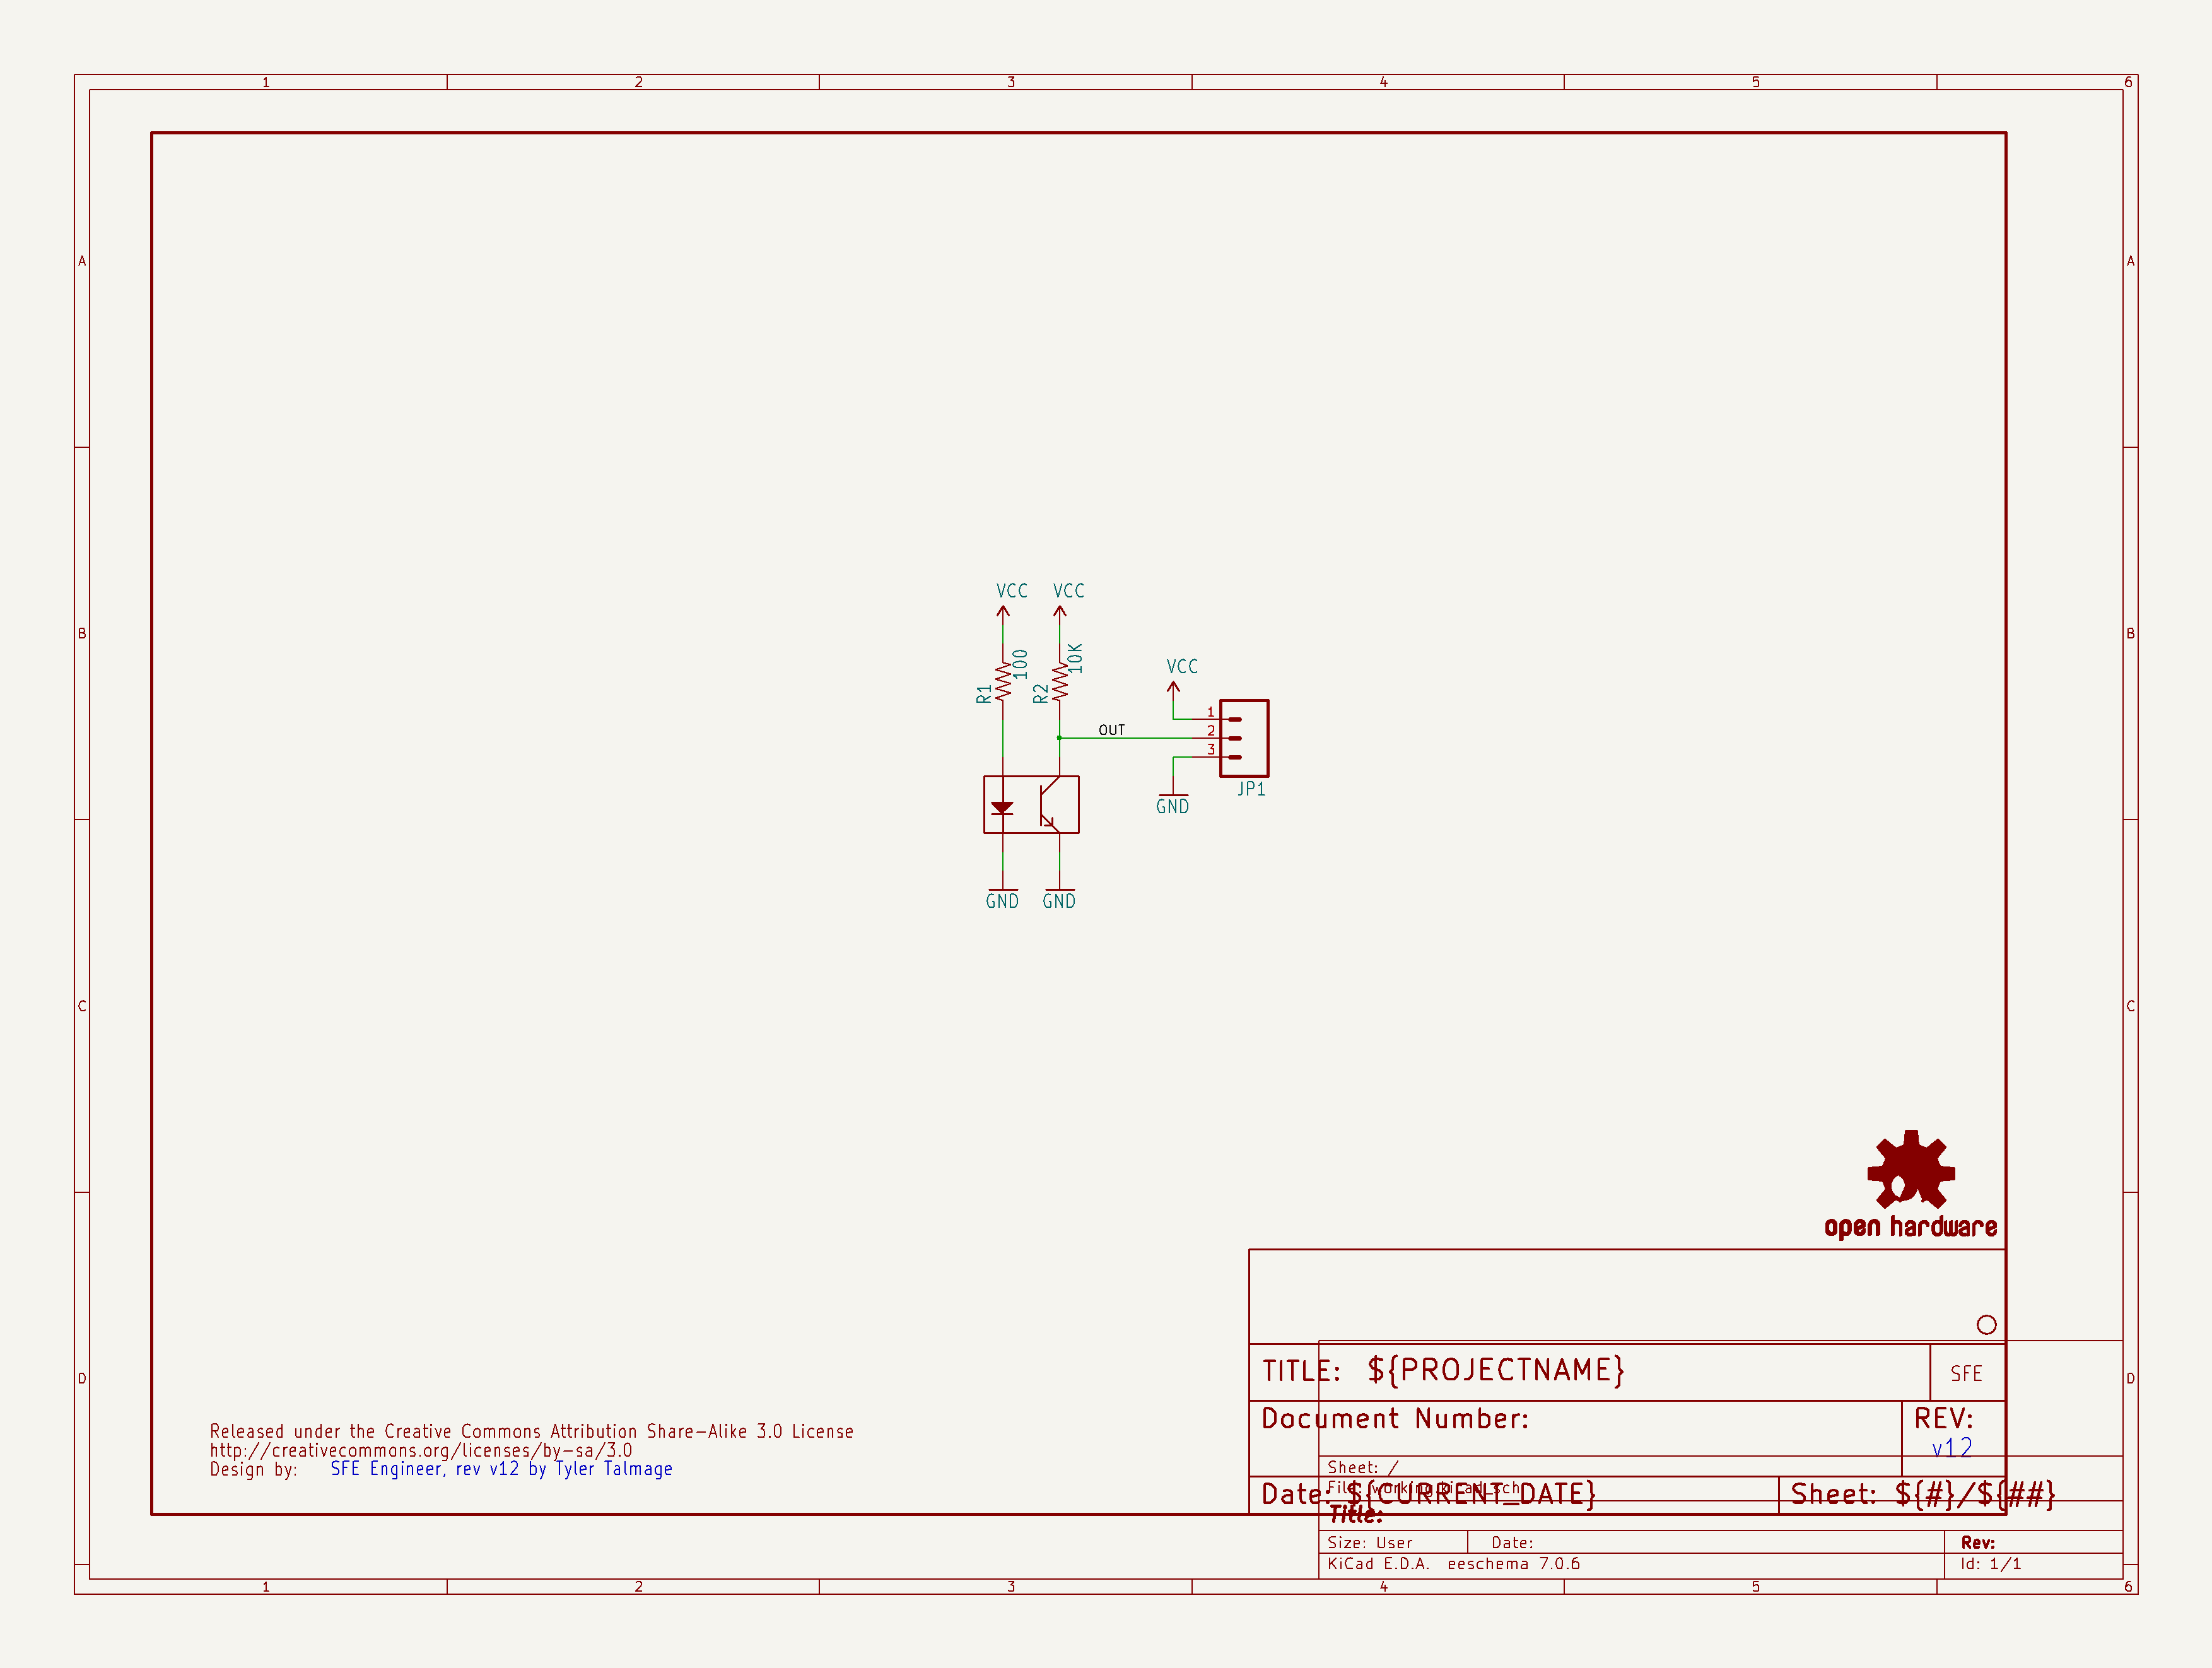 1 2 3 4 5 6
A A
VCC VCC
B B
100 10K
R1 R2
VCC
1
OUT 2
3
JP1
GND
GND GND
C C
open hardware
TITLE: ${PROJECTNAME} SFE
D D
Document Number: REV:
v12
Released under the Creative Commons Attribution Share-Alike 3.0 License
http://creativecommons.org/licenses/by-sa/3.0
Design by: SFE Engineer, rev v12 by Tyler Talmage
Sheet: /
File: working.kicad_sch
Date: ${CURRENT_DATE} Sheet: ${#}/${##}
Title:
Size: User Date: Rev:
KiCad E.D.A. eeschema 7.0.6 Id: 1/1
1 2 3 4 5 6